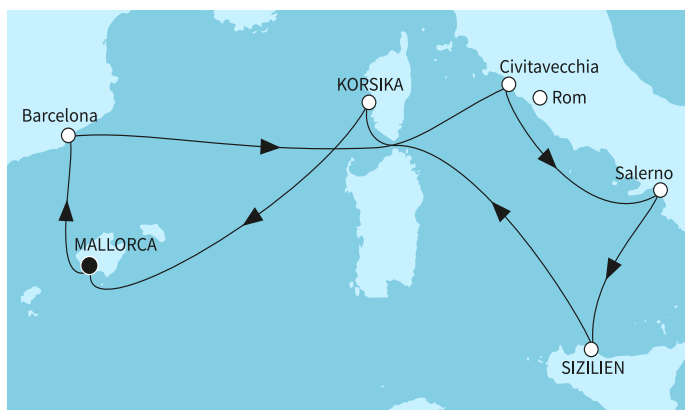 Civitavecchia
KORSIKA
Rom
Barcelona
Salerno
MALLORCA
SIZILIEN